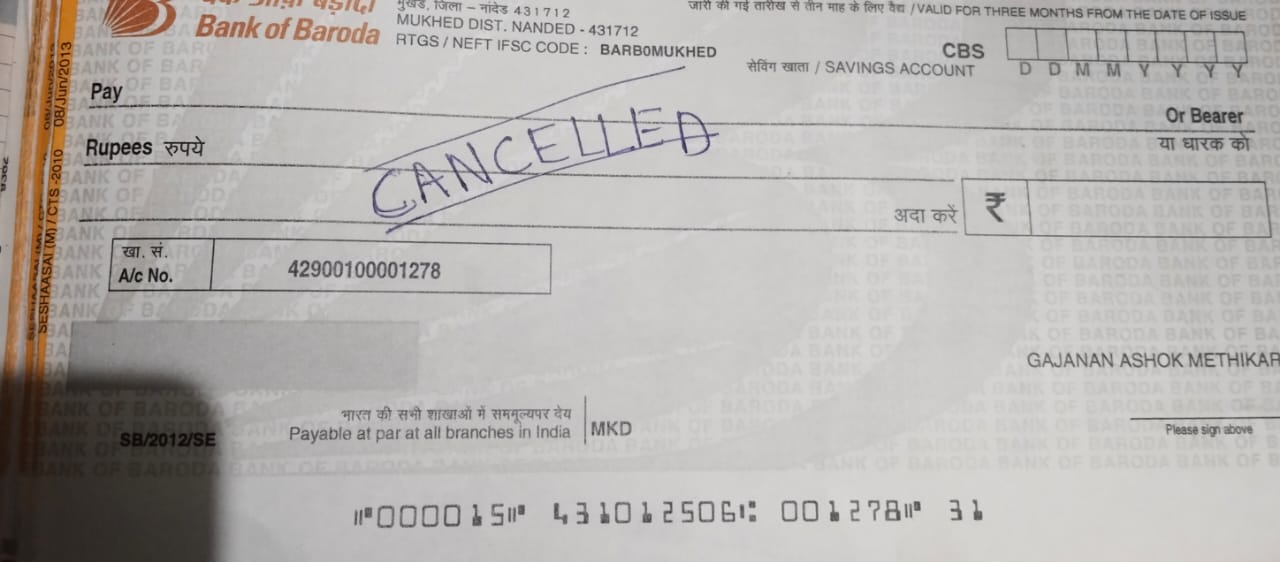 Bank of Baroda
मुखेड, जिला – नांदेड 431712
MUKHED DIST. NANDED - 431712
RTGS / NEFT IFSC CODE : BARB0MUKHED
जारी की गई तारीख से तीन माह के लिए वैद्य / VALID FOR THREE MONTHS FROM THE DATE OF ISSUE
CBS
सेविंग खाता / SAVINGS ACCOUNT
D D M M Y Y Y Y
Pay
Or Bearer
या धारक को
Rupees रुपये
CANCELLED
अदा करें ₹
खा. सं.
A/c No.
42900100001278
GAJANAN ASHOK METHIKAR
भारत की सभी शाखाओं में सममूल्यपर देय
Payable at par at all branches in India
MKD
SB/2012/SE
Please sign above
SESHAASAI (M) / CTS -2010 08/Jun/2013
⑈000015⑈ 431012506⑆ 001278⑈ 31